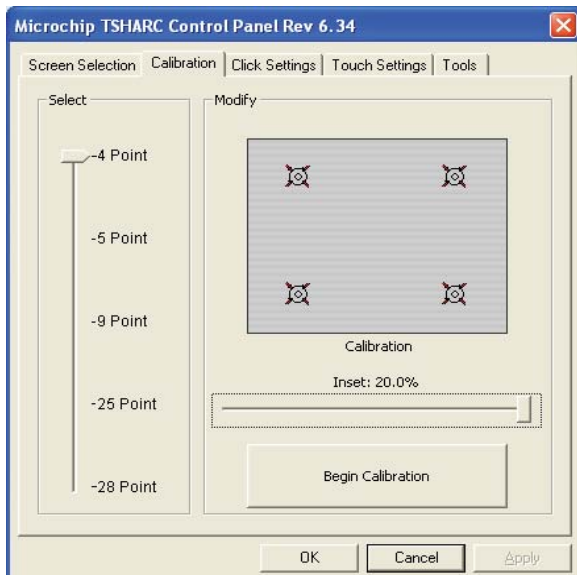 Microchip TSHARC Control Panel Rev 6.34
Screen Selection Calibration Click Settings Touch Settings Tools
Select
-4 Point
-5 Point
-9 Point
-25 Point
-28 Point
Modify
Calibration
Inset: 20.0%
Begin Calibration
OK Cancel Apply